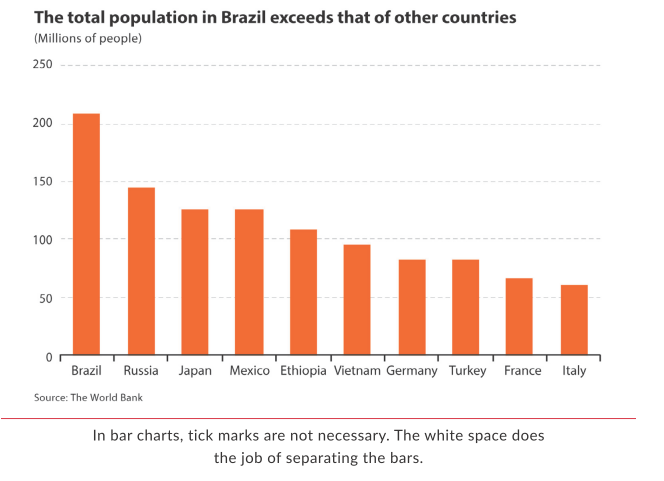 The total population in Brazil exceeds that of other countries
(Millions of people)
250
200
150
100
50
0
Brazil Russia Japan Mexico Ethiopia Vietnam Germany Turkey France Italy
Source: The World Bank
In bar charts, tick marks are not necessary. The white space does
the job of separating the bars.